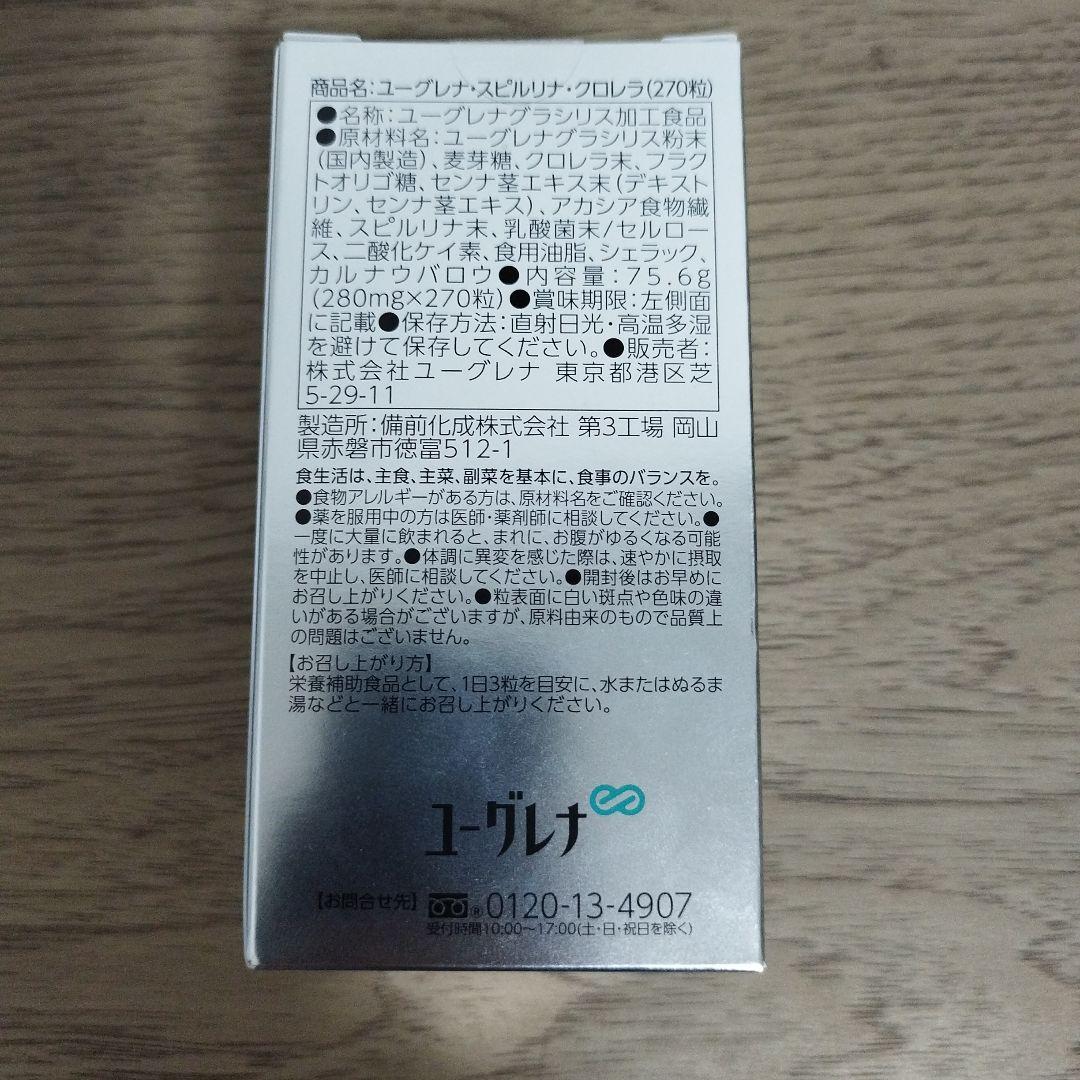 商品名:ユーグレナ・スピルリナ・クロレラ(270粒)
●名称:ユーグレナグラシリス加工食品
●原材料名:ユーグレナグラシリス粉末
(国内製造)、麦芽糖、クロレラ末、フラク
トオリゴ糖、センナ茎エキス末(デキスト
リン、センナ茎エキス)、アカシア食物繊
維、スピルリナ末、乳酸菌末/セルロー
ス、二酸化ケイ素、食用油脂、シェラック、
カルナウバロウ●内容量:75.6g
(280mg×270粒)●賞味期限:左側面
に記載●保存方法:直射日光・高温多湿
を避けて保存してください。●販売者:
株式会社ユーグレナ 東京都港区芝
5-29-11
製造所:備前化成株式会社 第3工場 岡山
県赤磐市徳富512-1
食生活は、主食、主菜、副菜を基本に、食事のバランスを。
●食物アレルギーがある方は、原材料名をご確認ください。
●薬を服用中の方は医師・薬剤師に相談してください。●
一度に大量に飲まれると、まれに、お腹がゆるくなる可能
性があります。●体調に異変を感じた際は、速やかに摂取
を中止し、医師に相談してください。●開封後はお早めに
お召し上がりください。●粒表面に白い斑点や色味の違
いがある場合がございますが、原料由来のもので品質上
の問題はございません。
【お召し上がり方】
栄養補助食品として、1日3粒を目安に、水またはぬるま
湯などと一緒にお召し上がりください。
ユーグレナ
【お問合せ先】 ®0120-13-4907
受付時間10:00~17:00(土・日・祝日を除く)